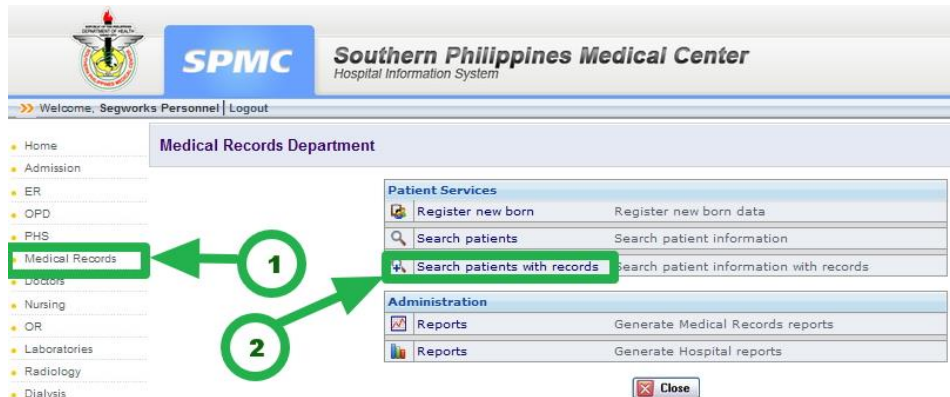 SPMC
Southern Philippines Medical Center
Hospital Information System
Welcome, Segworks Personnel | Logout
Home
Admission
ER
OPD
PHS
Medical Records
Doctors
Nursing
OR
Laboratories
Radiology
Dialysis
Medical Records Department
Patient Services
Register new born Register new born data
Search patients Search patient information
Search patients with records Search patient information with records
Administration
Reports Generate Medical Records reports
Reports Generate Hospital reports
Close
1
2